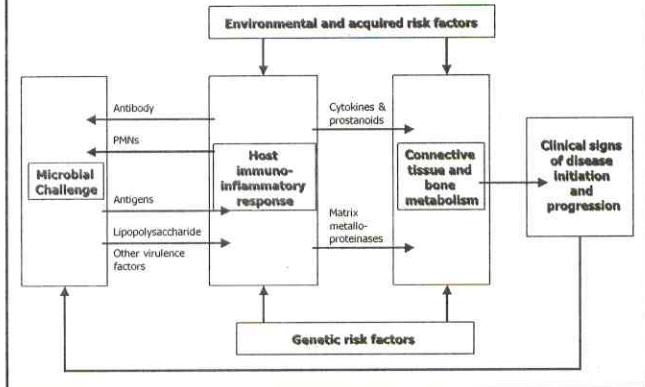 Environmental and acquired risk factors
Antibody
PMNs
Microbial
Challenge
Antigens
Lipopolysaccharide
Other virulence
factors
Host
immuno-
inflammatory
response
Cytokines &
prostanoids
Matrix
metallo-
proteinases
Connective
tissue and
bone
metabolism
Clinical signs
of disease
initiation
and
progression
Genetic risk factors